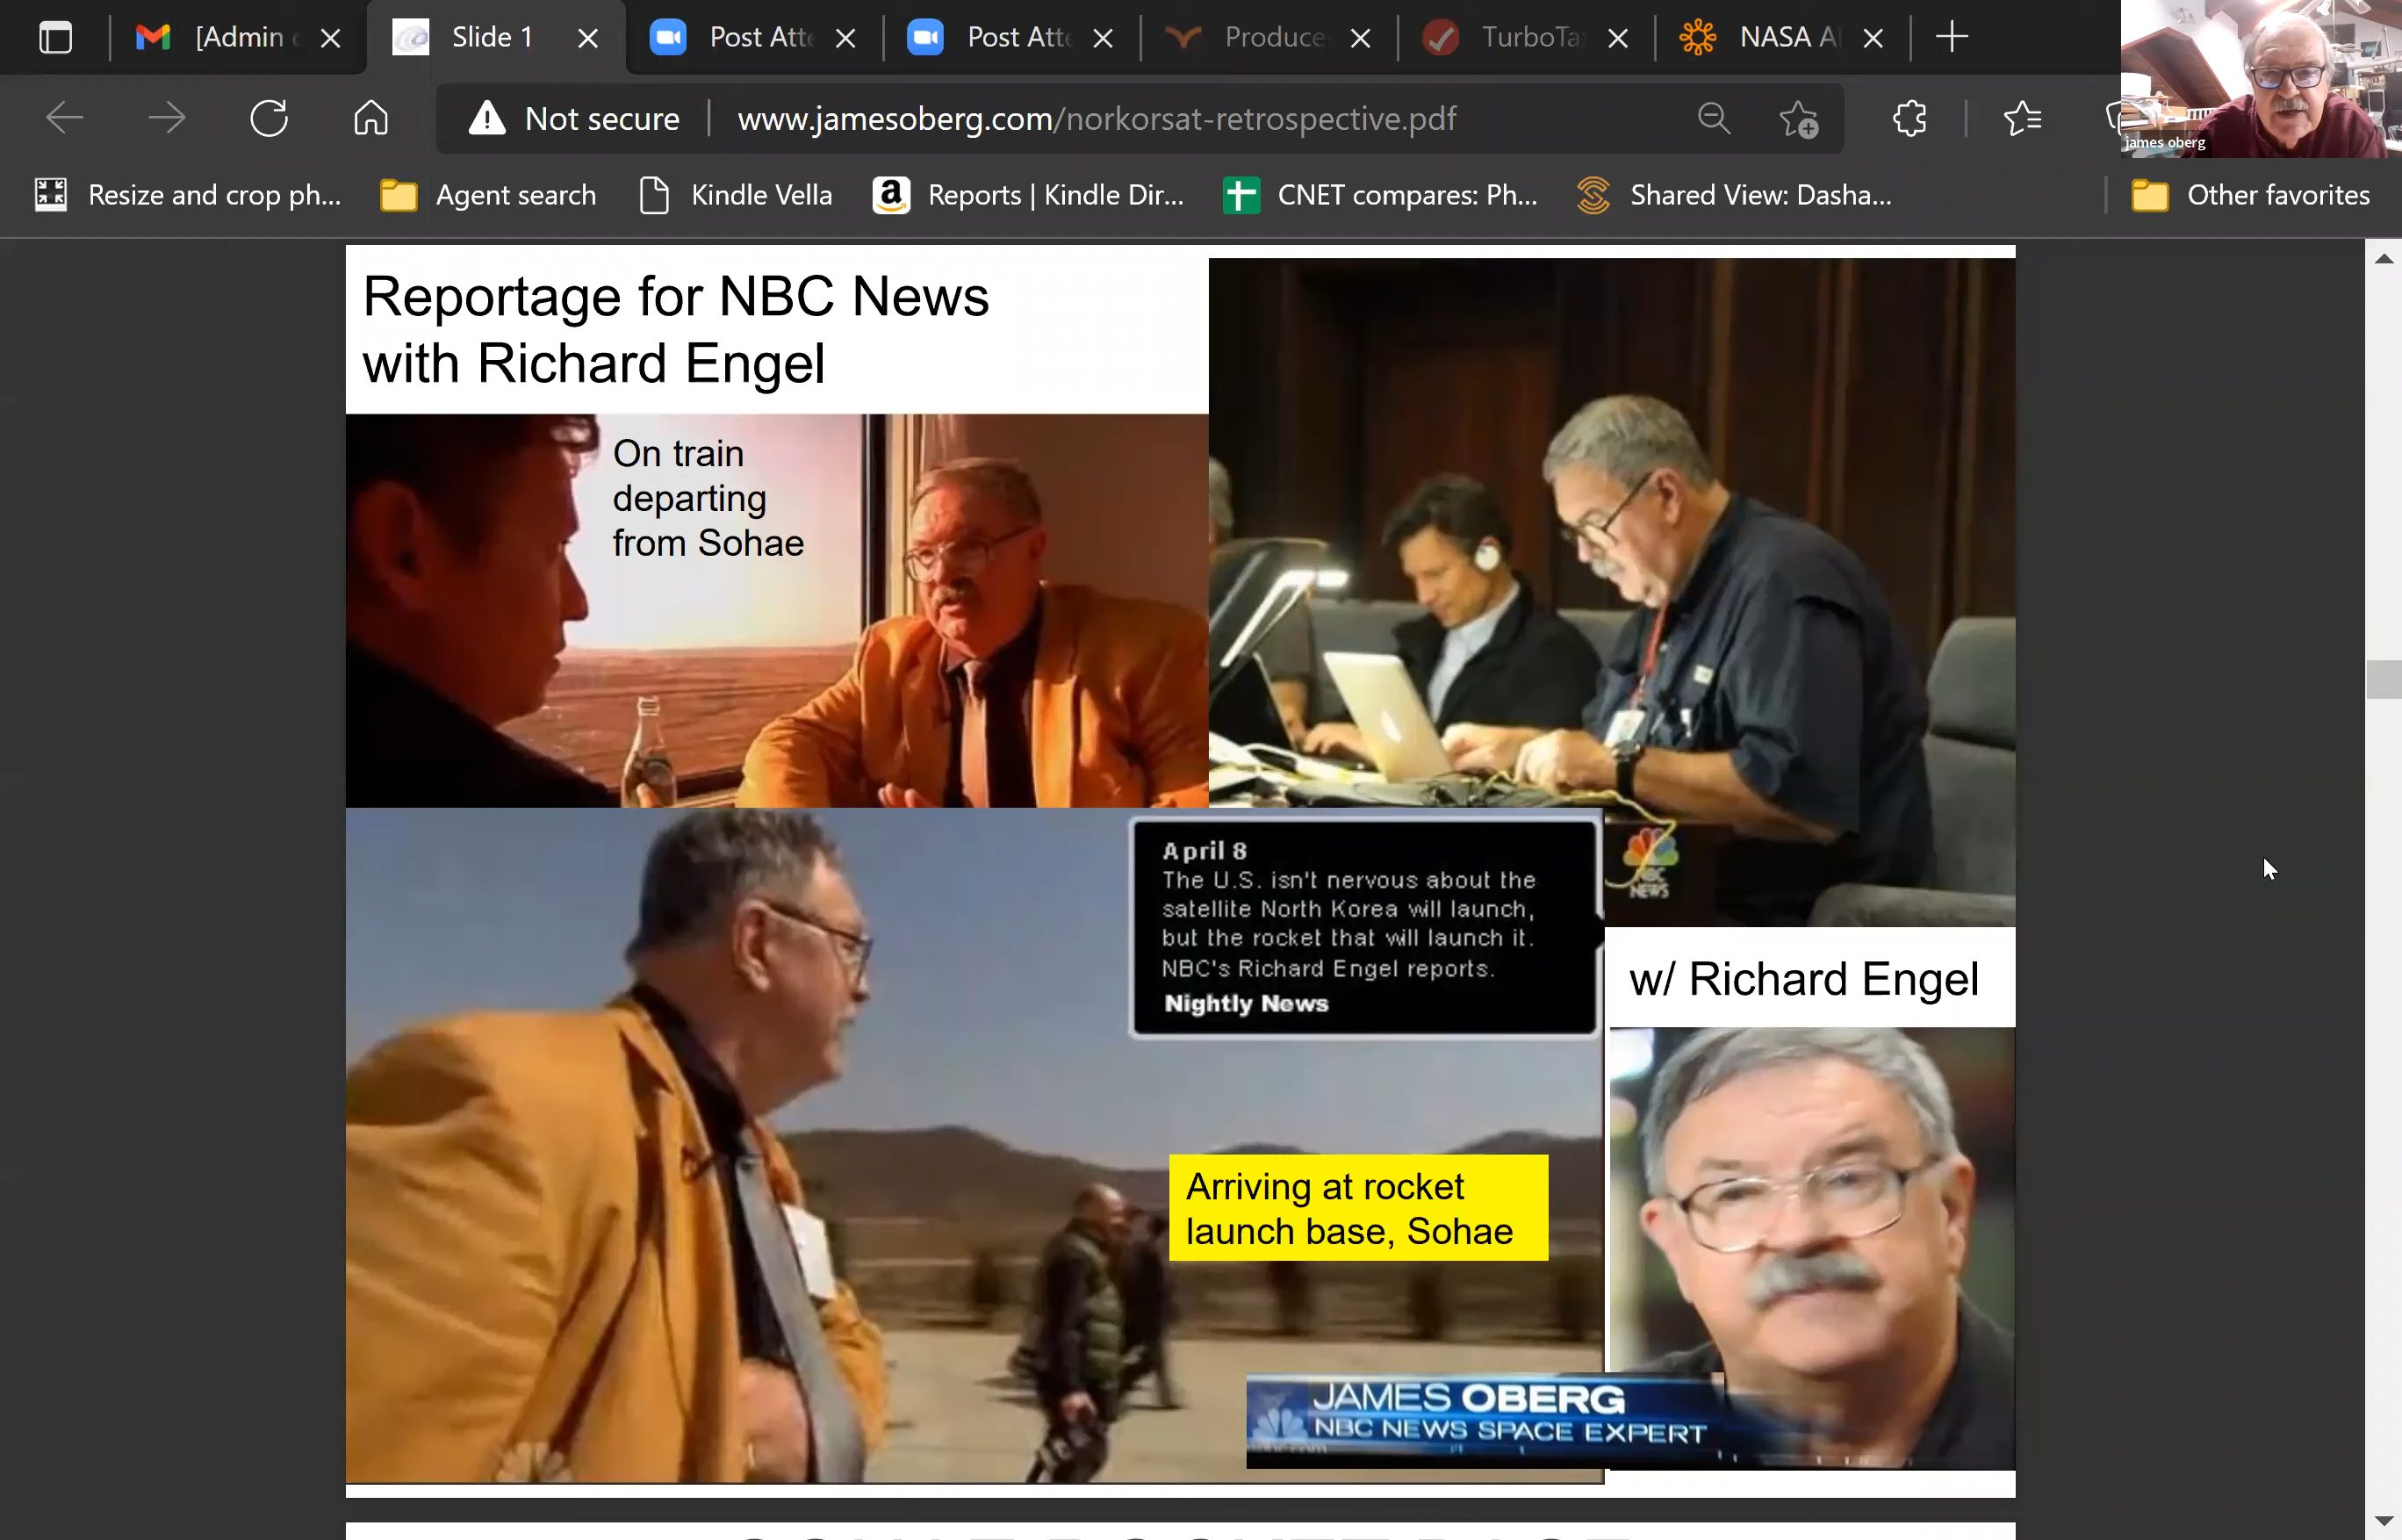 [Admin
Slide 1
Post Atte
Post Atte
Produce
TurboTa
NASA A
Not secure
www.jamesoberg.com/norkorsat-retrospective.pdf
james oberg
Resize and crop ph...
Agent search
Kindle Vella
Reports | Kindle Dir...
CNET compares: Ph...
Shared View: Dasha...
Other favorites
Reportage for NBC News
with Richard Engel
On train
departing
from Sohae
April 8
The U.S. isn't nervous about the
satellite North Korea will launch,
but the rocket that will launch it.
NBC's Richard Engel reports.
Nightly News
NBC
NEWS
w/ Richard Engel
Arriving at rocket
launch base, Sohae
JAMES OBERG
NBC NEWS SPACE EXPERT